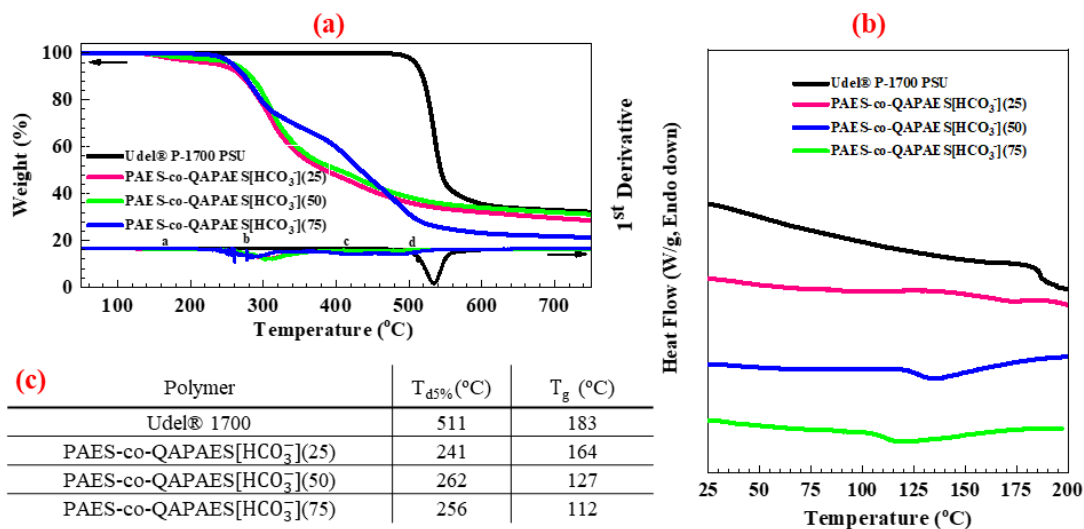 (a)
100
80
60
40
20
0
Weight (%)
Udel® P-1700 PSU
PAES-co-QAPAES[HCO₃⁻](25)
PAES-co-QAPAES[HCO₃⁻](50)
PAES-co-QAPAES[HCO₃⁻](75)
a b c d
100 200 300 400 500 600 700
Temperature (°C)
1st Derivative
(b)
Udel® P-1700 PSU
PAES-co-QAPAES[HCO₃⁻](25)
PAES-co-QAPAES[HCO₃⁻](50)
PAES-co-QAPAES[HCO₃⁻](75)
Heat Flow (W/g, Endo down)
25 50 75 100 125 150 175 200
Temperature (°C)
(c)
Polymer Td5% (°C) Tg (°C)
Udel® 1700 511 183
PAES-co-QAPAES[HCO₃⁻](25) 241 164
PAES-co-QAPAES[HCO₃⁻](50) 262 127
PAES-co-QAPAES[HCO₃⁻](75) 256 112